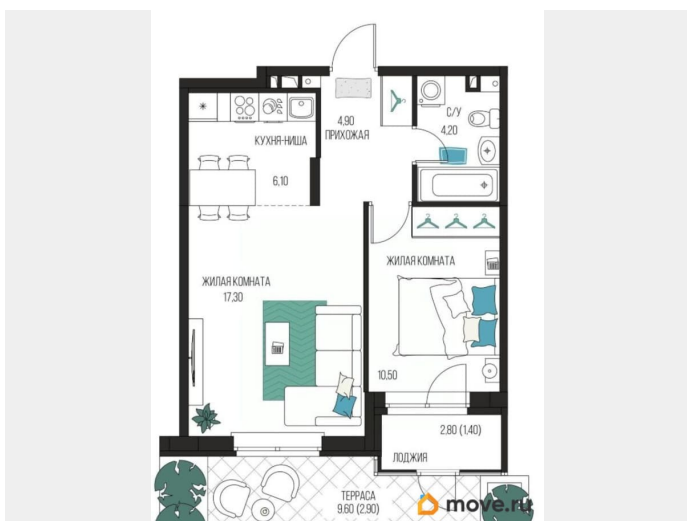 4,90
ПРИХОЖАЯ
С/У
4,20
КУХНЯ-НИША
6,10
ЖИЛАЯ КОМНАТА
17,30
ЖИЛАЯ КОМНАТА
10,50
2.80 (1,40)
ЛОДЖИЯ
ТЕРРАСА
9.60 (2.90)
move.ru